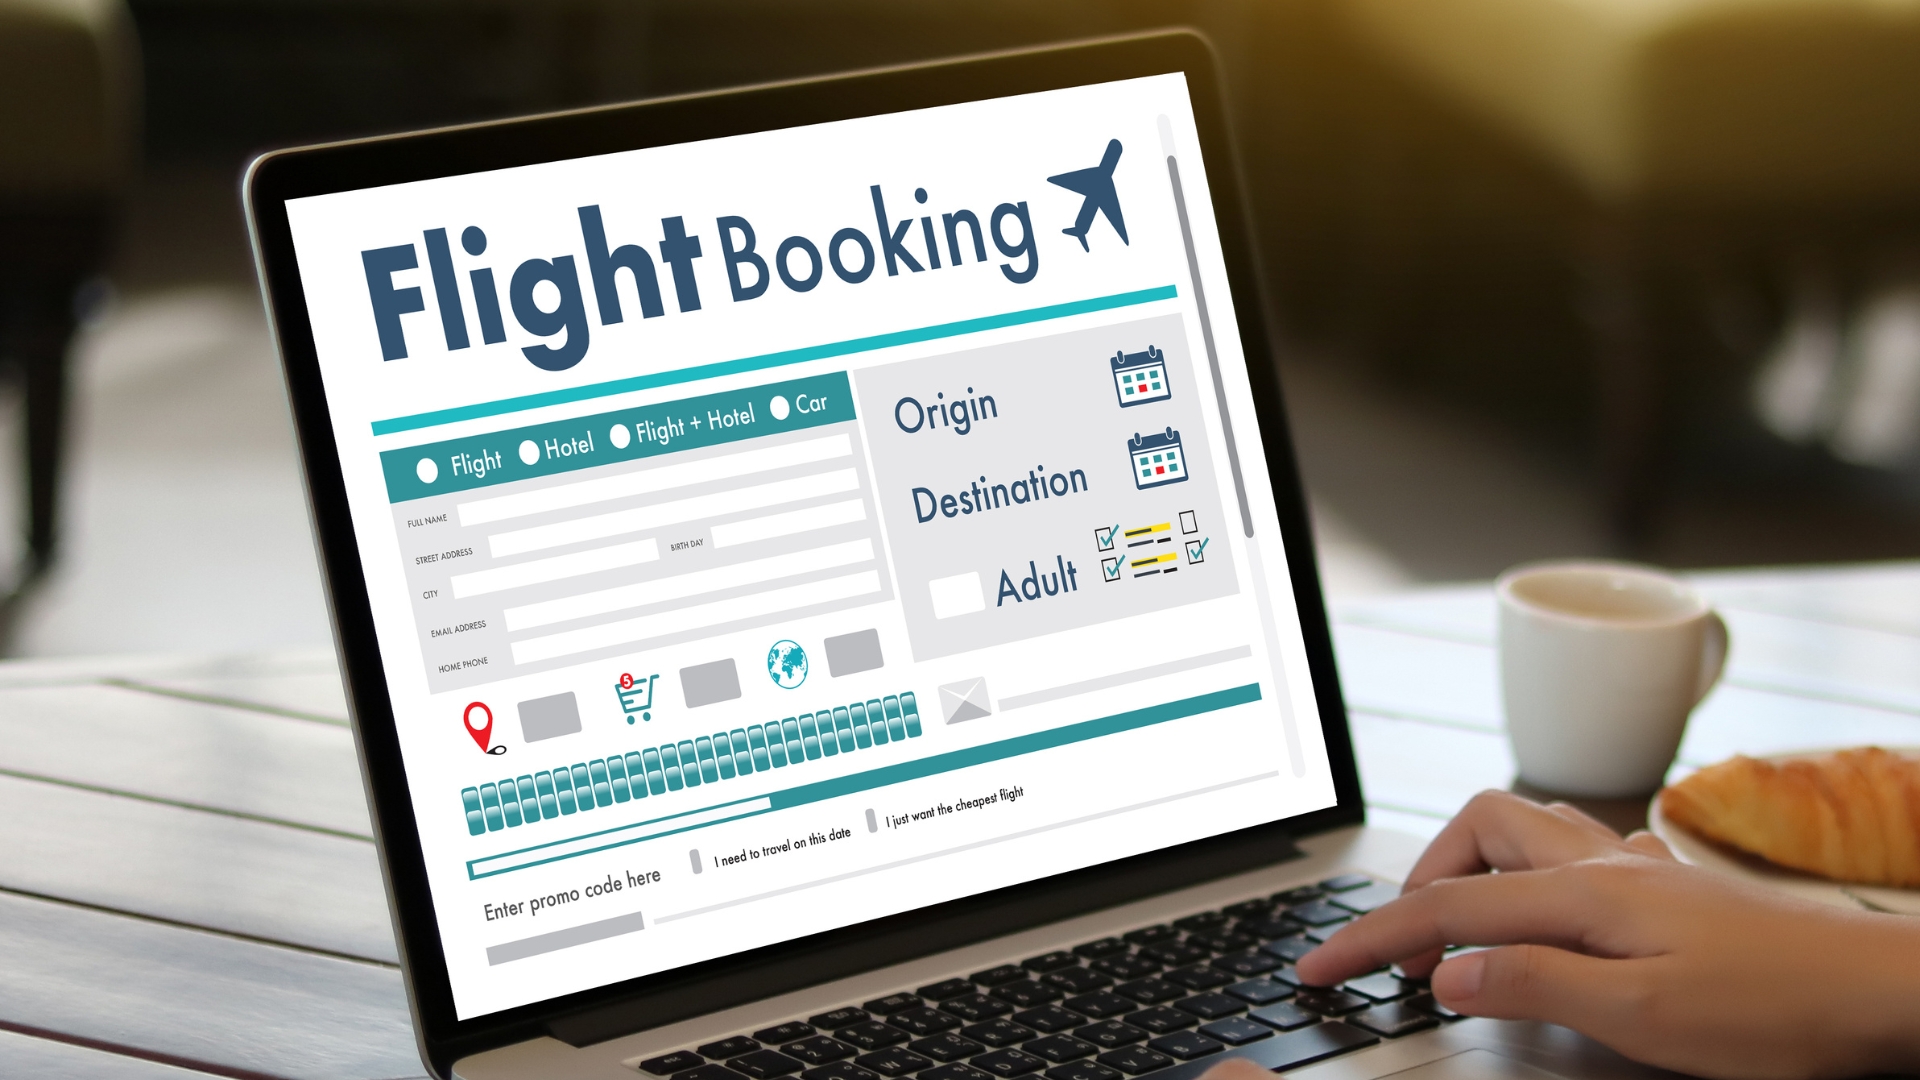 Flight Booking
Flight Hotel Flight + Hotel Car
FULL NAME
STREET ADDRESS
CITY BIRTH DAY
EMAIL ADDRESS
HOME PHONE
Origin
Destination
Adult
5
I need to travel on this date I just want the cheapest flight
Enter promo code here